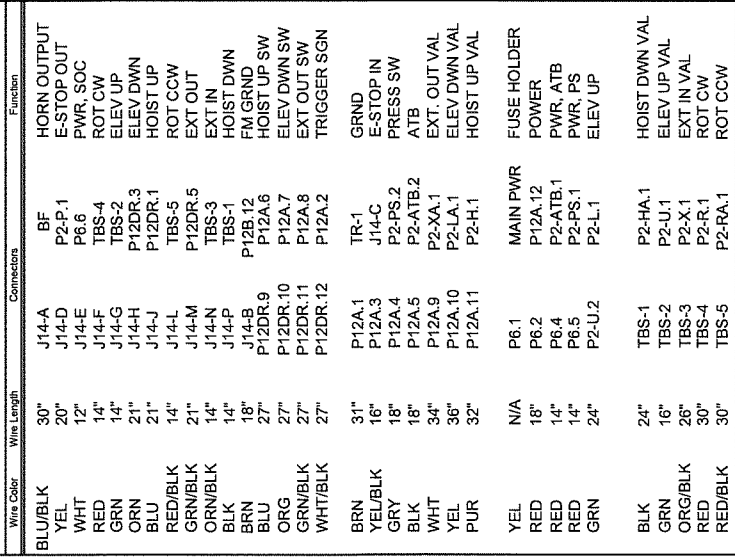 Wire Color Wire Length Connectors Function
BLU/BLK 30" J14-A BF HORN OUTPUT
YEL 20" J14-D P2-P.1 E-STOP OUT
WHT 12" J14-E P6.6 PWR, SOC
RED 14" J14-F TBS-4 ROT CW
GRN 14" J14-G TBS-2 ELEV UP
ORN 21" J14-H P12DR.3 ELEV DWN
BLU 21" J14-J P12DR.1 HOIST UP
RED/BLK 14" J14-L TBS-5 ROT CCW
GRN/BLK 21" J14-M P12DR.5 EXT OUT
ORN/BLK 14" J14-N TBS-3 EXT IN
BLK 14" J14-P TBS-1 HOIST DWN
BRN 18" J14-B P12B.12 FM GRND
BLU 27" P12DR.9 P12A.6 HOIST UP SW
ORG 27" P12DR.10 P12A.7 ELEV DWN SW
GRN/BLK 27" P12DR.11 P12A.8 EXT OUT SW
WHT/BLK 27" P12DR.12 P12A.2 TRIGGER SGN
BRN 31" P12A.1 TR-1 GRND
YEL/BLK 16" P12A.3 J14-C E-STOP IN
GRY 18" P12A.4 P2-PS.2 PRESS SW
BLK 18" P12A.5 P2-ATB.2 ATB
WHT 34" P12A.9 P2-XA.1 EXT. OUT VAL
YEL 36" P12A.10 P2-LA.1 ELEV DWN VAL
PUR 32" P12A.11 P2-H.1 HOIST UP VAL
YEL N/A P6.1 MAIN PWR FUSE HOLDER
RED 18" P6.2 P12A.12 POWER
RED 14" P6.4 P2-ATB.1 PWR, ATB
RED 14" P6.5 P2-PS.1 PWR, PS
GRN 24" P2-U.2 P2-L.1 ELEV UP
BLK 24" TBS-1 P2-HA.1 HOIST DWN VAL
GRN 16" TBS-2 P2-U.1 ELEV UP VAL
ORG/BLK 26" TBS-3 P2-X.1 EXT IN VAL
RED 30" TBS-4 P2-R.1 ROT CW
RED/BLK 30" TBS-5 P2-RA.1 ROT CCW